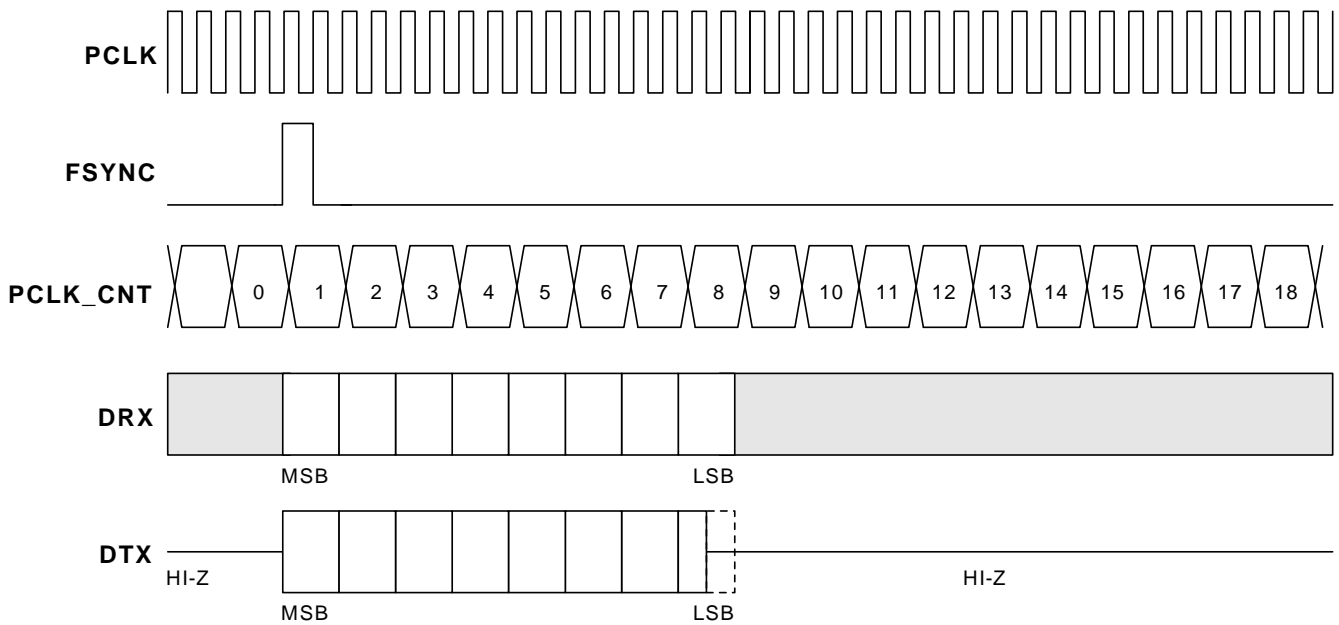 PCLK
FSYNC
PCLK_CNT 0 1 2 3 4 5 6 7 8 9 10 11 12 13 14 15 16 17 18
DRX
MSB LSB
DTX
HI-Z HI-Z
MSB LSB